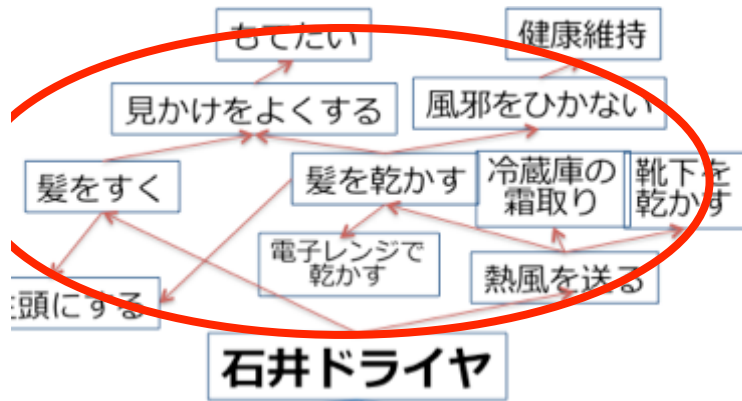 もてたい
健康維持
見かけをよくする
風邪をひかない
髪をすく
髪を乾かす
冷蔵庫の
霜取り
靴下を
乾かす
電子レンジで
乾かす
熱風を送る
頭にする
石井ドライヤ